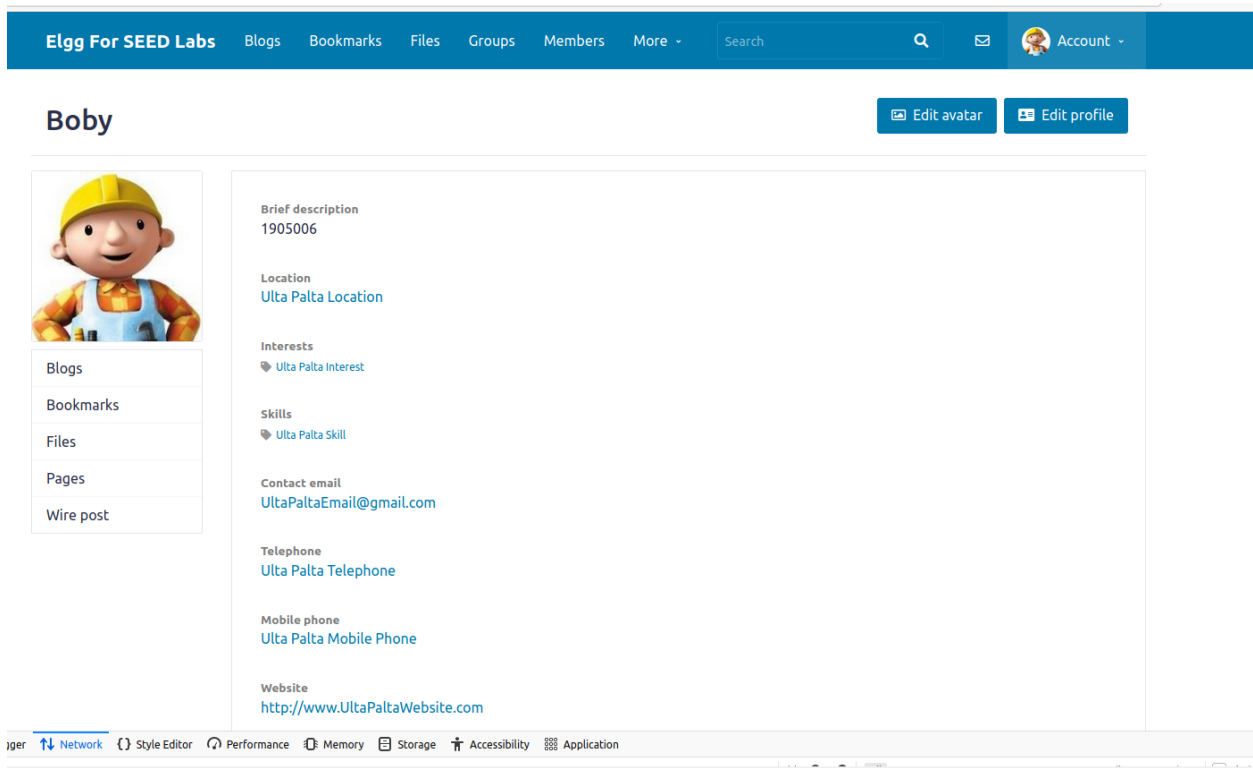 Elgg For SEED Labs Blogs Bookmarks Files Groups Members More Search Account
Boby
Edit avatar Edit profile
Brief description
1905006
Location
Ulta Palta Location
Interests
Ulta Palta Interest
Skills
Ulta Palta Skill
Contact email
UltaPaltaEmail@gmail.com
Telephone
Ulta Palta Telephone
Mobile phone
Ulta Palta Mobile Phone
Website
http://www.UltaPaltaWebsite.com
Blogs
Bookmarks
Files
Pages
Wire post
Network {} Style Editor Performance Memory Storage Accessibility Application